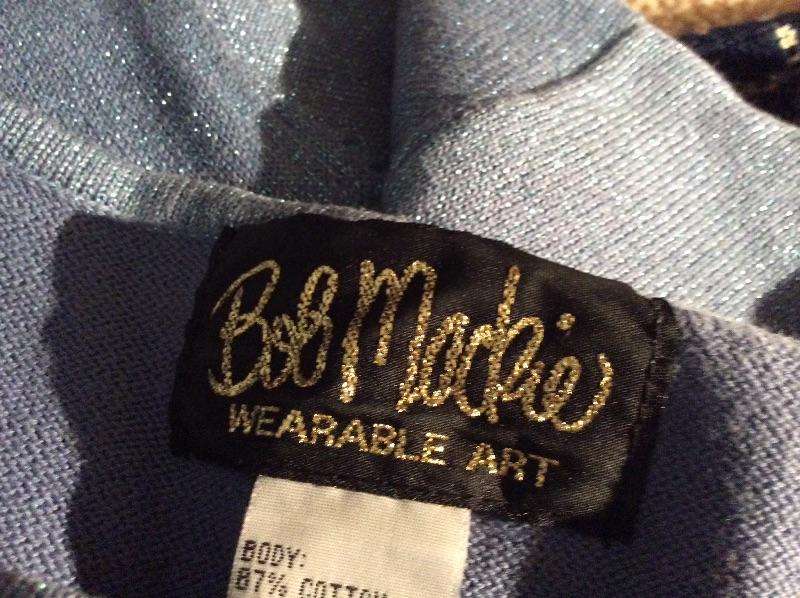 Bob Mackie
WEARABLE ART
BODY:
87% COTTON